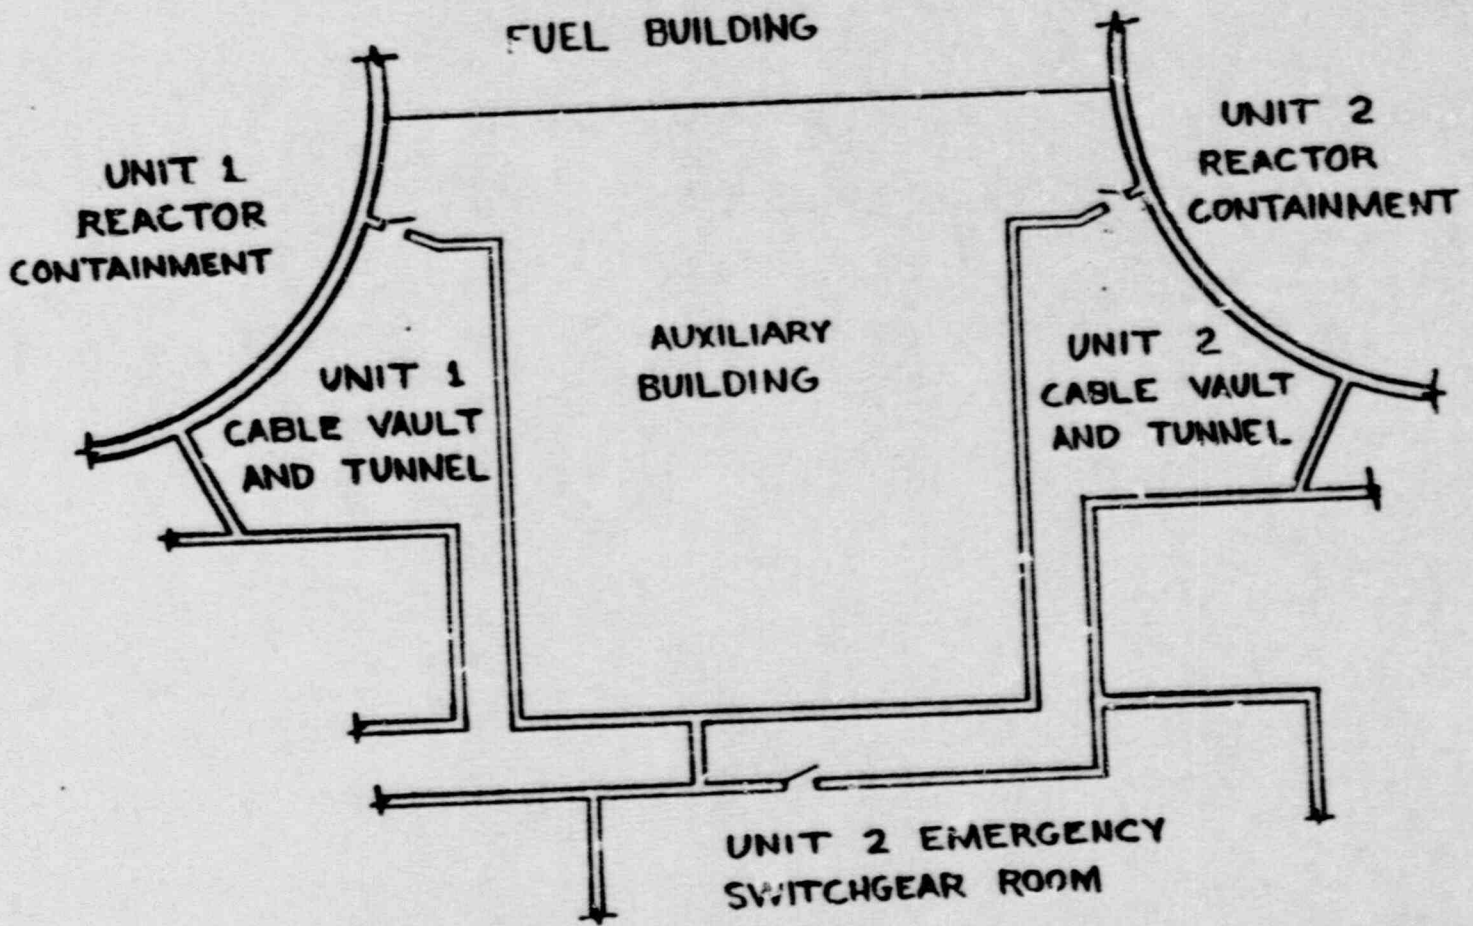 FUEL BUILDING
UNIT 1
REACTOR
CONTAINMENT
UNIT 2
REACTOR
CONTAINMENT
AUXILIARY
BUILDING
UNIT 1
CABLE VAULT
AND TUNNEL
UNIT 2
CABLE VAULT
AND TUNNEL
UNIT 2 EMERGENCY
SWITCHGEAR ROOM